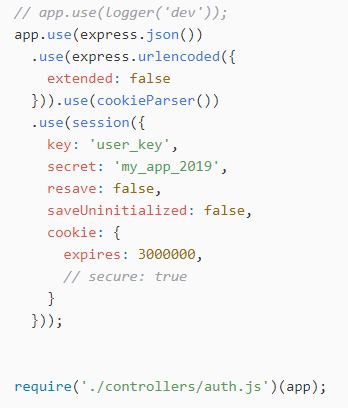 // app.use(logger('dev'));
app.use(express.json())
  .use(express.urlencoded({
    extended: false
  })).use(cookieParser())
  .use(session({
    key: 'user_key',
    secret: 'my_app_2019',
    resave: false,
    saveUninitialized: false,
    cookie: {
      expires: 3000000,
      // secure: true
    }
  }));
require('./controllers/auth.js')(app);